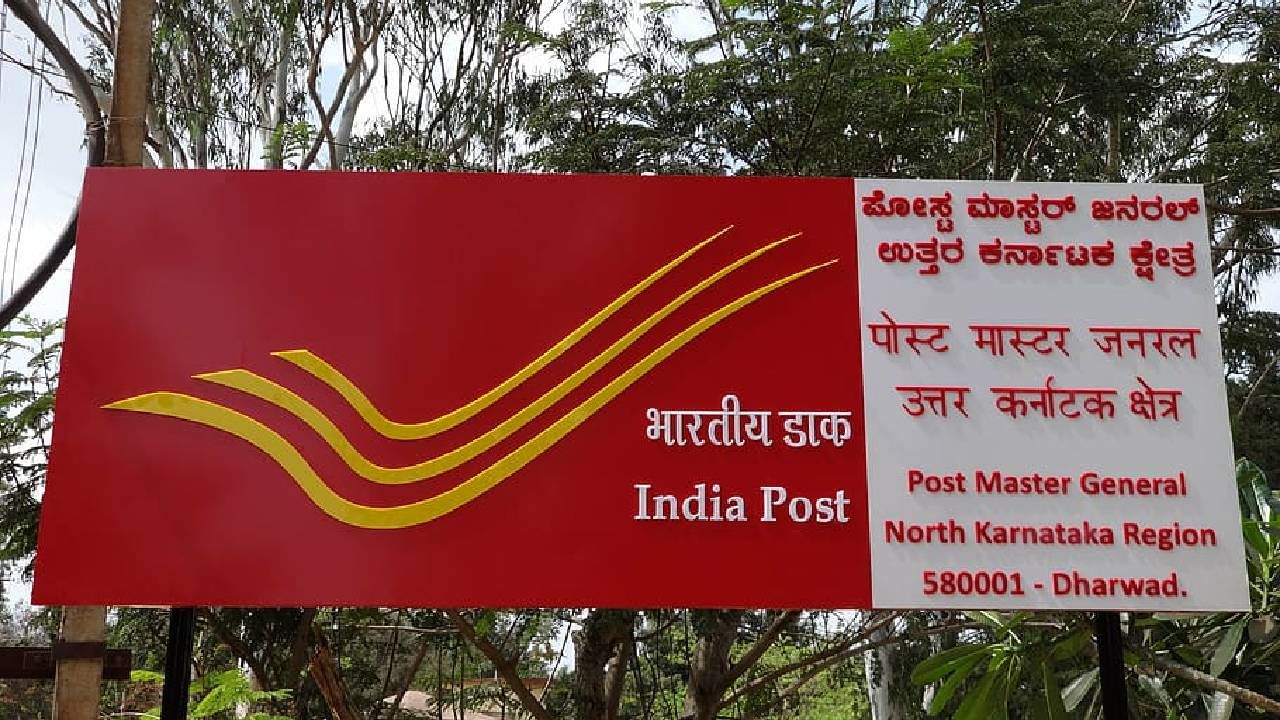 भारतीय डाक
India Post
ಪೋಸ್ಟ ಮಾಸ್ಟರ್ ಜನರಲ್
ಉತ್ತರ ಕರ್ನಾಟಕ ಕ್ಷೇತ್ರ
पोस्ट मास्टर जनरल
उत्तर कर्नाटक क्षेत्र
Post Master General
North Karnataka Region
580001 - Dharwad.